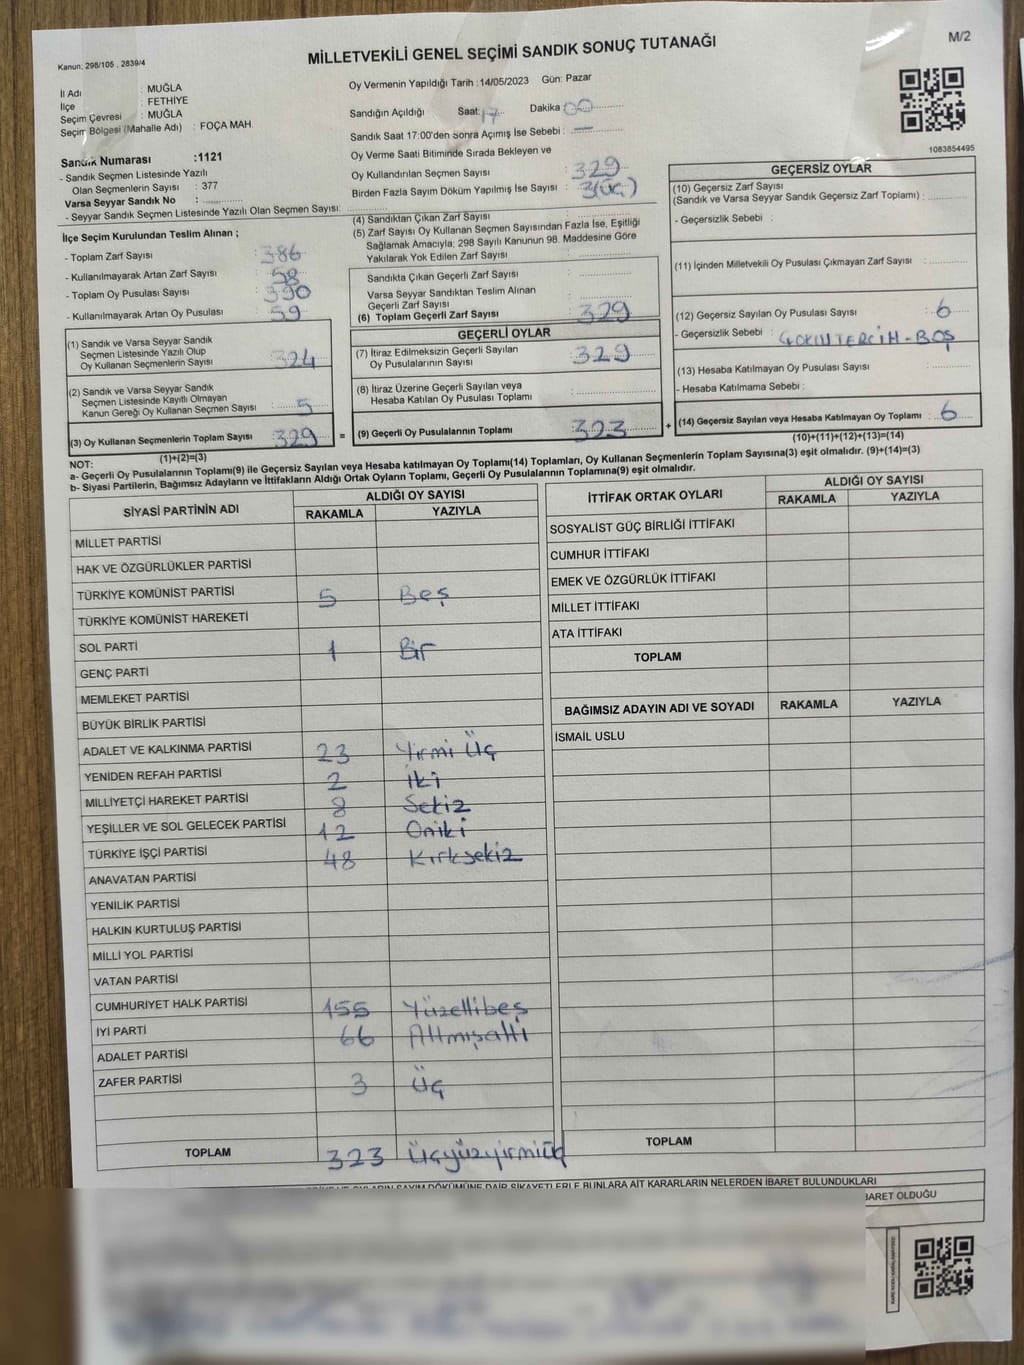 MİLLETVEKİLİ GENEL SEÇİMİ SANDIK SONUÇ TUTANAĞI
M/2
Kanun: 298/105 , 2839/4
İl Adı : MUĞLA
İlçe : FETHİYE
Seçim Çevresi : MUĞLA
Seçim Bölgesi (Mahalle Adı) : FOÇA MAH.
Sandık Numarası :1121
- Sandık Seçmen Listesinde Yazılı
Olan Seçmenlerin Sayısı : 377
Varsa Seyyar Sandık No :
- Seyyar Sandık Seçmen Listesinde Yazılı Olan Seçmen Sayısı:
İlçe Seçim Kurulundan Teslim Alınan ;
- Toplam Zarf Sayısı : 386
- Kullanılmayarak Artan Zarf Sayısı : 58
- Toplam Oy Pusulası Sayısı : 390
- Kullanılmayarak Artan Oy Pusulası : 59
(1) Sandık ve Varsa Seyyar Sandık
Seçmen Listesinde Yazılı Olup
Oy Kullanan Seçmenlerin Sayısı : 324
(2) Sandık ve Varsa Seyyar Sandık
Seçmen Listesinde Kayıtlı Olmayan
Kanun Gereği Oy Kullanan Seçmen Sayısı : 5
(3) Oy Kullanan Seçmenlerin Toplam Sayısı : 329
(1)+(2)=(3)
Oy Vermenin Yapıldığı Tarih :14/05/2023 Gün: Pazar
Sandığın Açıldığı Saat: 17 Dakika : 00
Sandık Saat 17:00'den Sonra Açımış İse Sebebi : —
Oy Verme Saati Bitiminde Sırada Bekleyen ve
Oy Kullandırılan Seçmen Sayısı : 329
Birden Fazla Sayım Döküm Yapılmış İse Sayısı : 3(ÜÇ)
(4) Sandıktan Çıkan Zarf Sayısı :
(5) Zarf Sayısı Oy Kullanan Seçmen Sayısından Fazla İse, Eşitliği
Sağlamak Amacıyla; 298 Sayılı Kanunun 98. Maddesine Göre
Yakılarak Yok Edilen Zarf Sayısı :
Sandıkta Çıkan Geçerli Zarf Sayısı :
Varsa Seyyar Sandıktan Teslim Alınan
Geçerli Zarf Sayısı :
(6) Toplam Geçerli Zarf Sayısı : 329
GEÇERLİ OYLAR
(7) İtiraz Edilmeksizin Geçerli Sayılan
Oy Pusulalarının Sayısı : 329
(8) İtiraz Üzerine Geçerli Sayılan veya
Hesaba Katılan Oy Pusulası Toplamı :
= (9) Geçerli Oy Pusulalarının Toplamı : 323 +
1083854495
GEÇERSİZ OYLAR
(10) Geçersiz Zarf Sayısı
(Sandık ve Varsa Seyyar Sandık Geçersiz Zarf Toplamı) :
- Geçersizlik Sebebi :
(11) İçinden Milletvekili Oy Pusulası Çıkmayan Zarf Sayısı :
(12) Geçersiz Sayılan Oy Pusulası Sayısı : 6
- Geçersizlik Sebebi : ÇOKLU TERCİH-BOŞ
(13) Hesaba Katılmayan Oy Pusulası Sayısı :
- Hesaba Katılmama Sebebi :
(14) Geçersiz Sayılan veya Hesaba Katılmayan Oy Toplamı : 6
(10)+(11)+(12)+(13)=(14)
NOT:
a- Geçerli Oy Pusulalarının Toplamı(9) ile Geçersiz Sayılan veya Hesaba katılmayan Oy Toplamı(14) Toplamları, Oy Kullanan Seçmenlerin Toplam Sayısına(3) eşit olmalıdır. (9)+(14)=(3)
b- Siyasi Partilerin, Bağımsız Adayların ve İttifakların Aldığı Ortak Oyların Toplamı, Geçerli Oy Pusulalarının Toplamına(9) eşit olmalıdır.
SİYASİ PARTİNİN ADI ALDIĞI OY SAYISI
RAKAMLA YAZIYLA
MİLLET PARTİSİ
HAK VE ÖZGÜRLÜKLER PARTİSİ
TÜRKİYE KOMÜNİST PARTİSİ 5 Beş
TÜRKİYE KOMÜNİST HAREKETİ
SOL PARTİ 1 Bir
GENÇ PARTİ
MEMLEKET PARTİSİ
BÜYÜK BİRLİK PARTİSİ
ADALET VE KALKINMA PARTİSİ 23 Yirmi Üç
YENİDEN REFAH PARTİSİ 2 İki
MİLLİYETÇİ HAREKET PARTİSİ 8 Sekiz
YEŞİLLER VE SOL GELECEK PARTİSİ 12 Oniki
TÜRKİYE İŞÇİ PARTİSİ 48 Kırksekiz
ANAVATAN PARTİSİ
YENİLİK PARTİSİ
HALKIN KURTULUŞ PARTİSİ
MİLLİ YOL PARTİSİ
VATAN PARTİSİ
CUMHURİYET HALK PARTİSİ 155 Yüzellibeş
İYİ PARTİ 66 Altmışaltı
ADALET PARTİSİ
ZAFER PARTİSİ 3 Üç
TOPLAM 323 Üçyüzyirmiüç
İTTİFAK ORTAK OYLARI ALDIĞI OY SAYISI
RAKAMLA YAZIYLA
SOSYALİST GÜÇ BİRLİĞİ İTTİFAKI
CUMHUR İTTİFAKI
EMEK VE ÖZGÜRLÜK İTTİFAKI
MİLLET İTTİFAKI
ATA İTTİFAKI
TOPLAM
BAĞIMSIZ ADAYIN ADI VE SOYADI RAKAMLA YAZIYLA
İSMAİL USLU
TOPLAM
OYLARIN SAYIM DÖKÜMÜNE DAİR ŞİKAYETLERLE BUNLARA AİT KARARLARIN NELERDEN İBARET BULUNDUKLARI
İBARET OLDUĞU